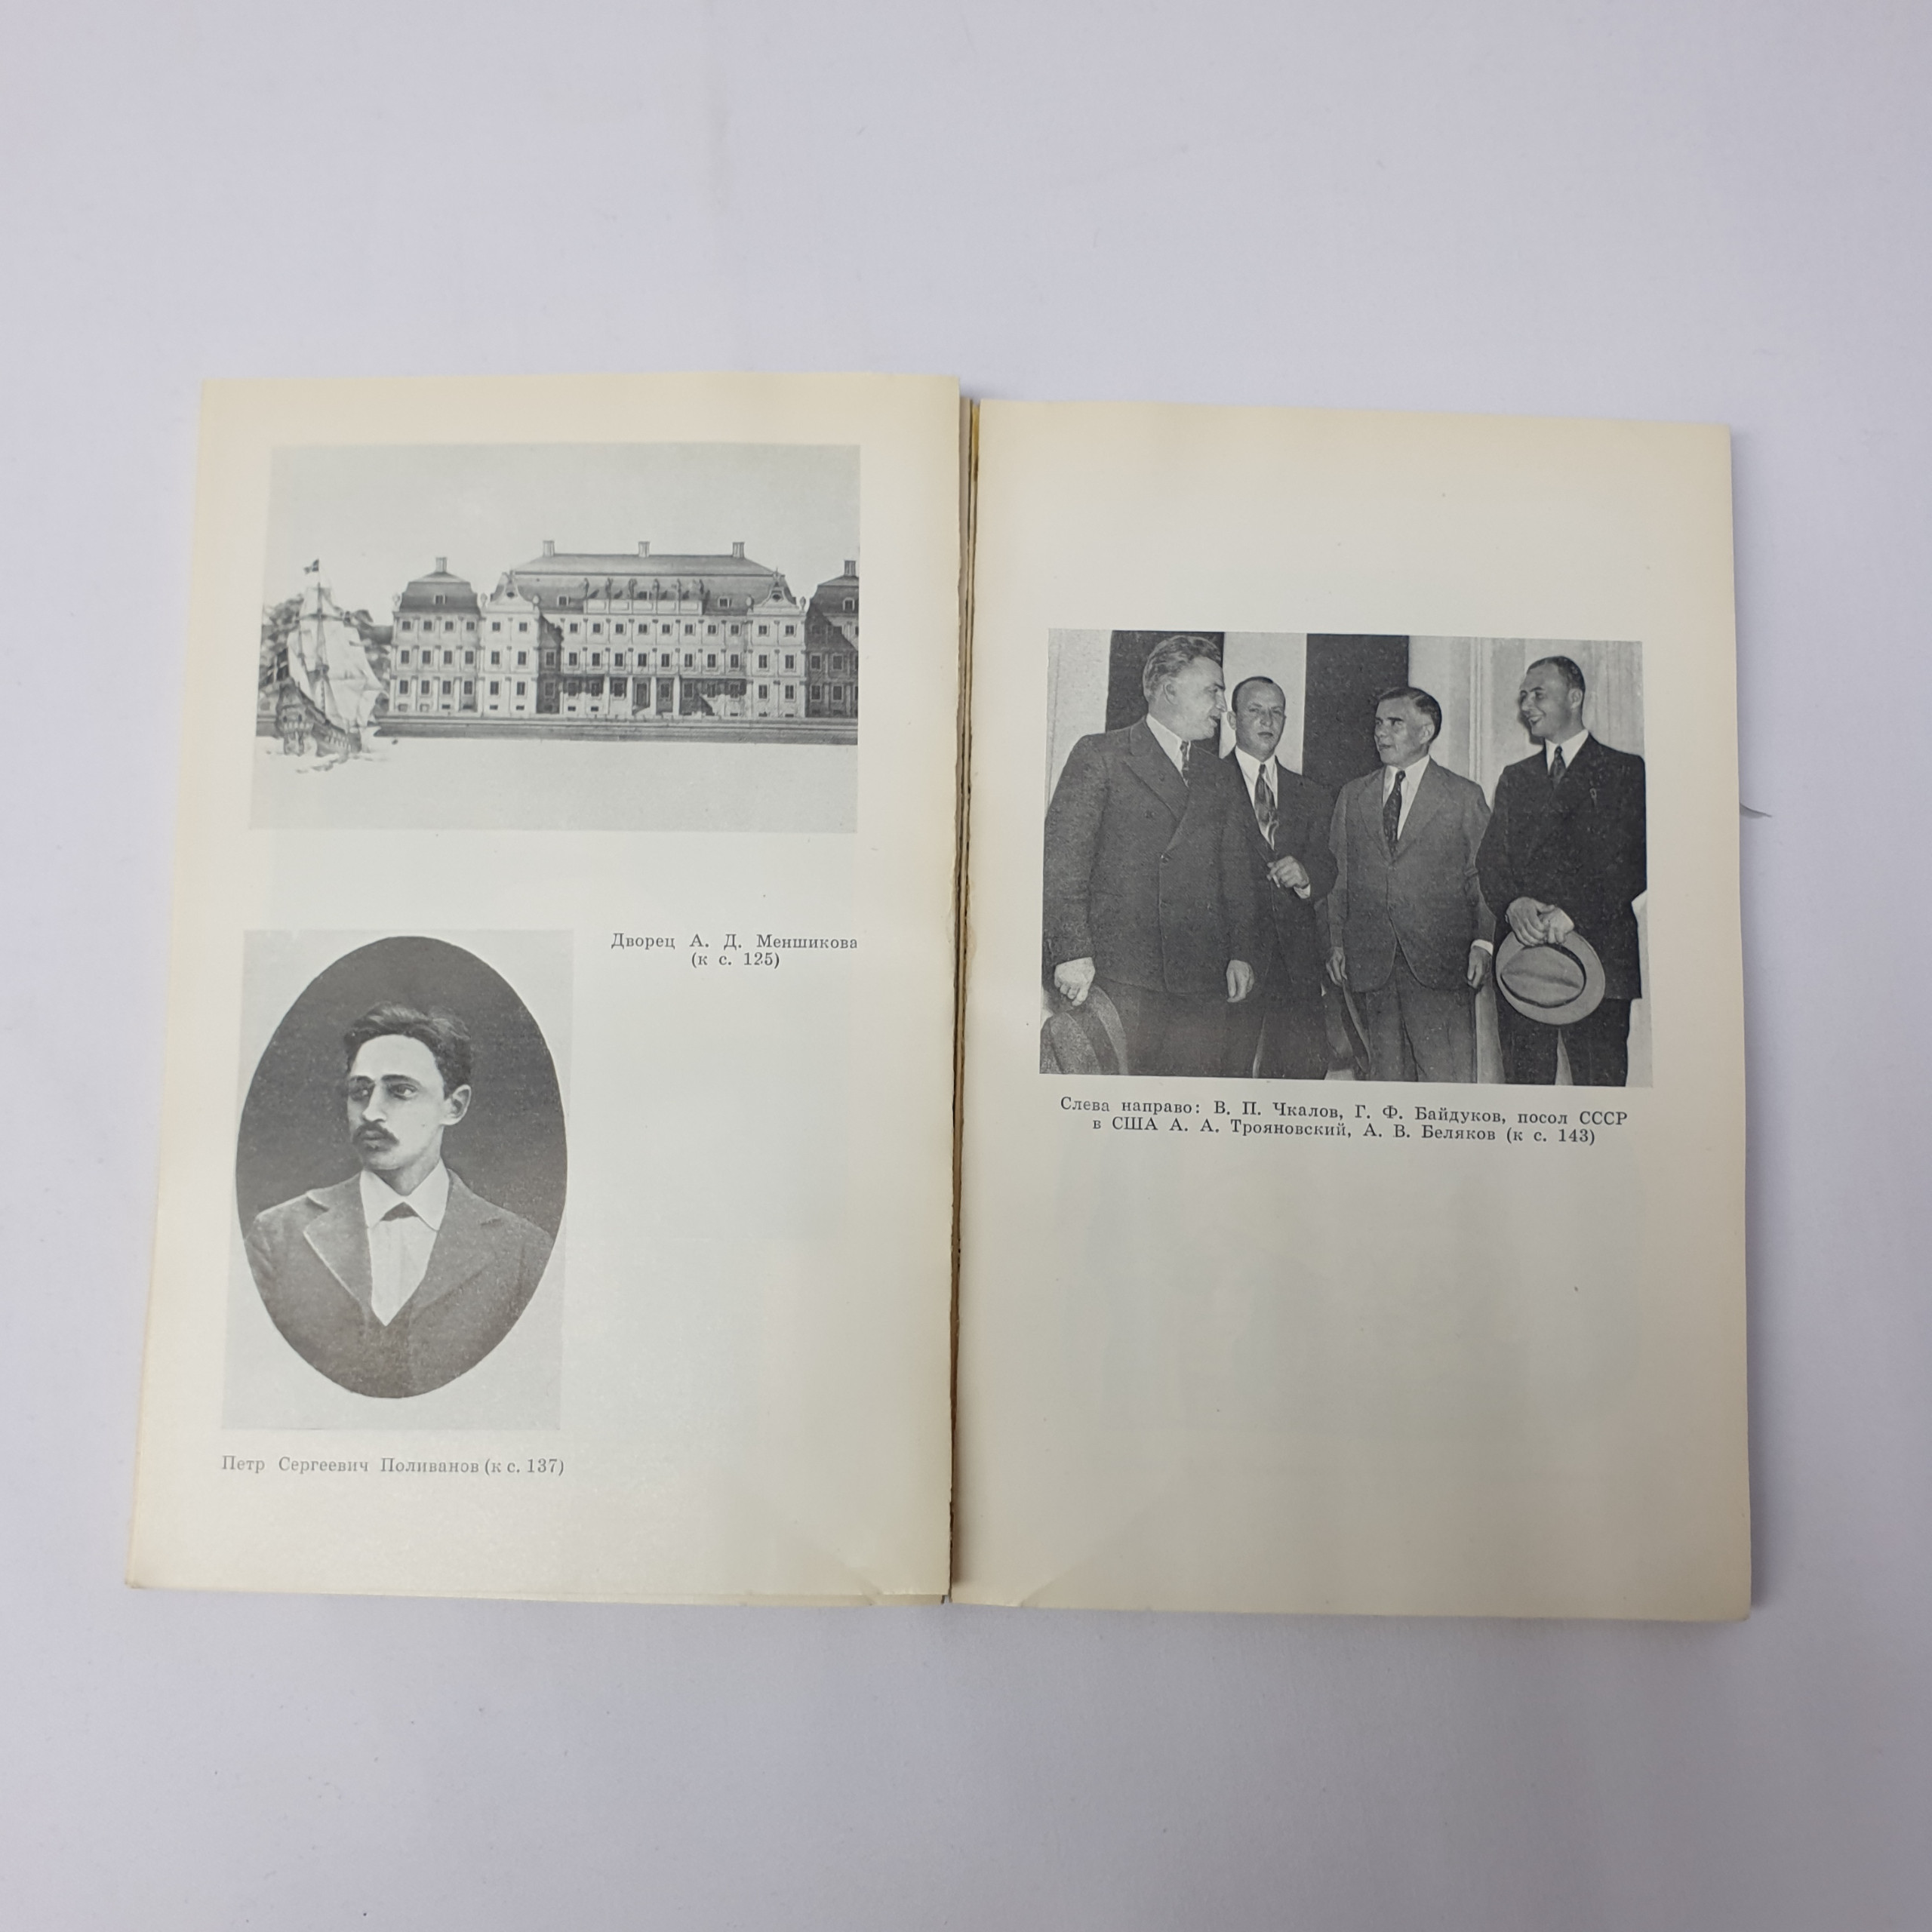 Дворец А. Д. Меншикова
(к с. 125)
Петр Сергеевич Поливанов (к с. 137)
Слева направо: В. П. Чкалов, Г. Ф. Байдуков, посол СССР
в США А. А. Трояновский, А. В. Беляков (к с. 143)